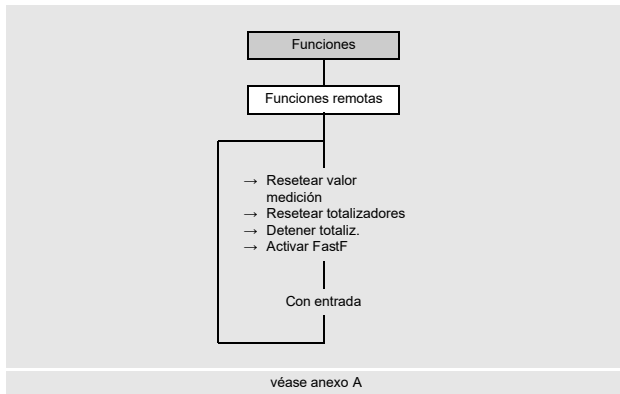 Funciones
Funciones remotas
→ Resetear valor
medición
→ Resetear totalizadores
→ Detener totaliz.
→ Activar FastF
Con entrada
véase anexo A